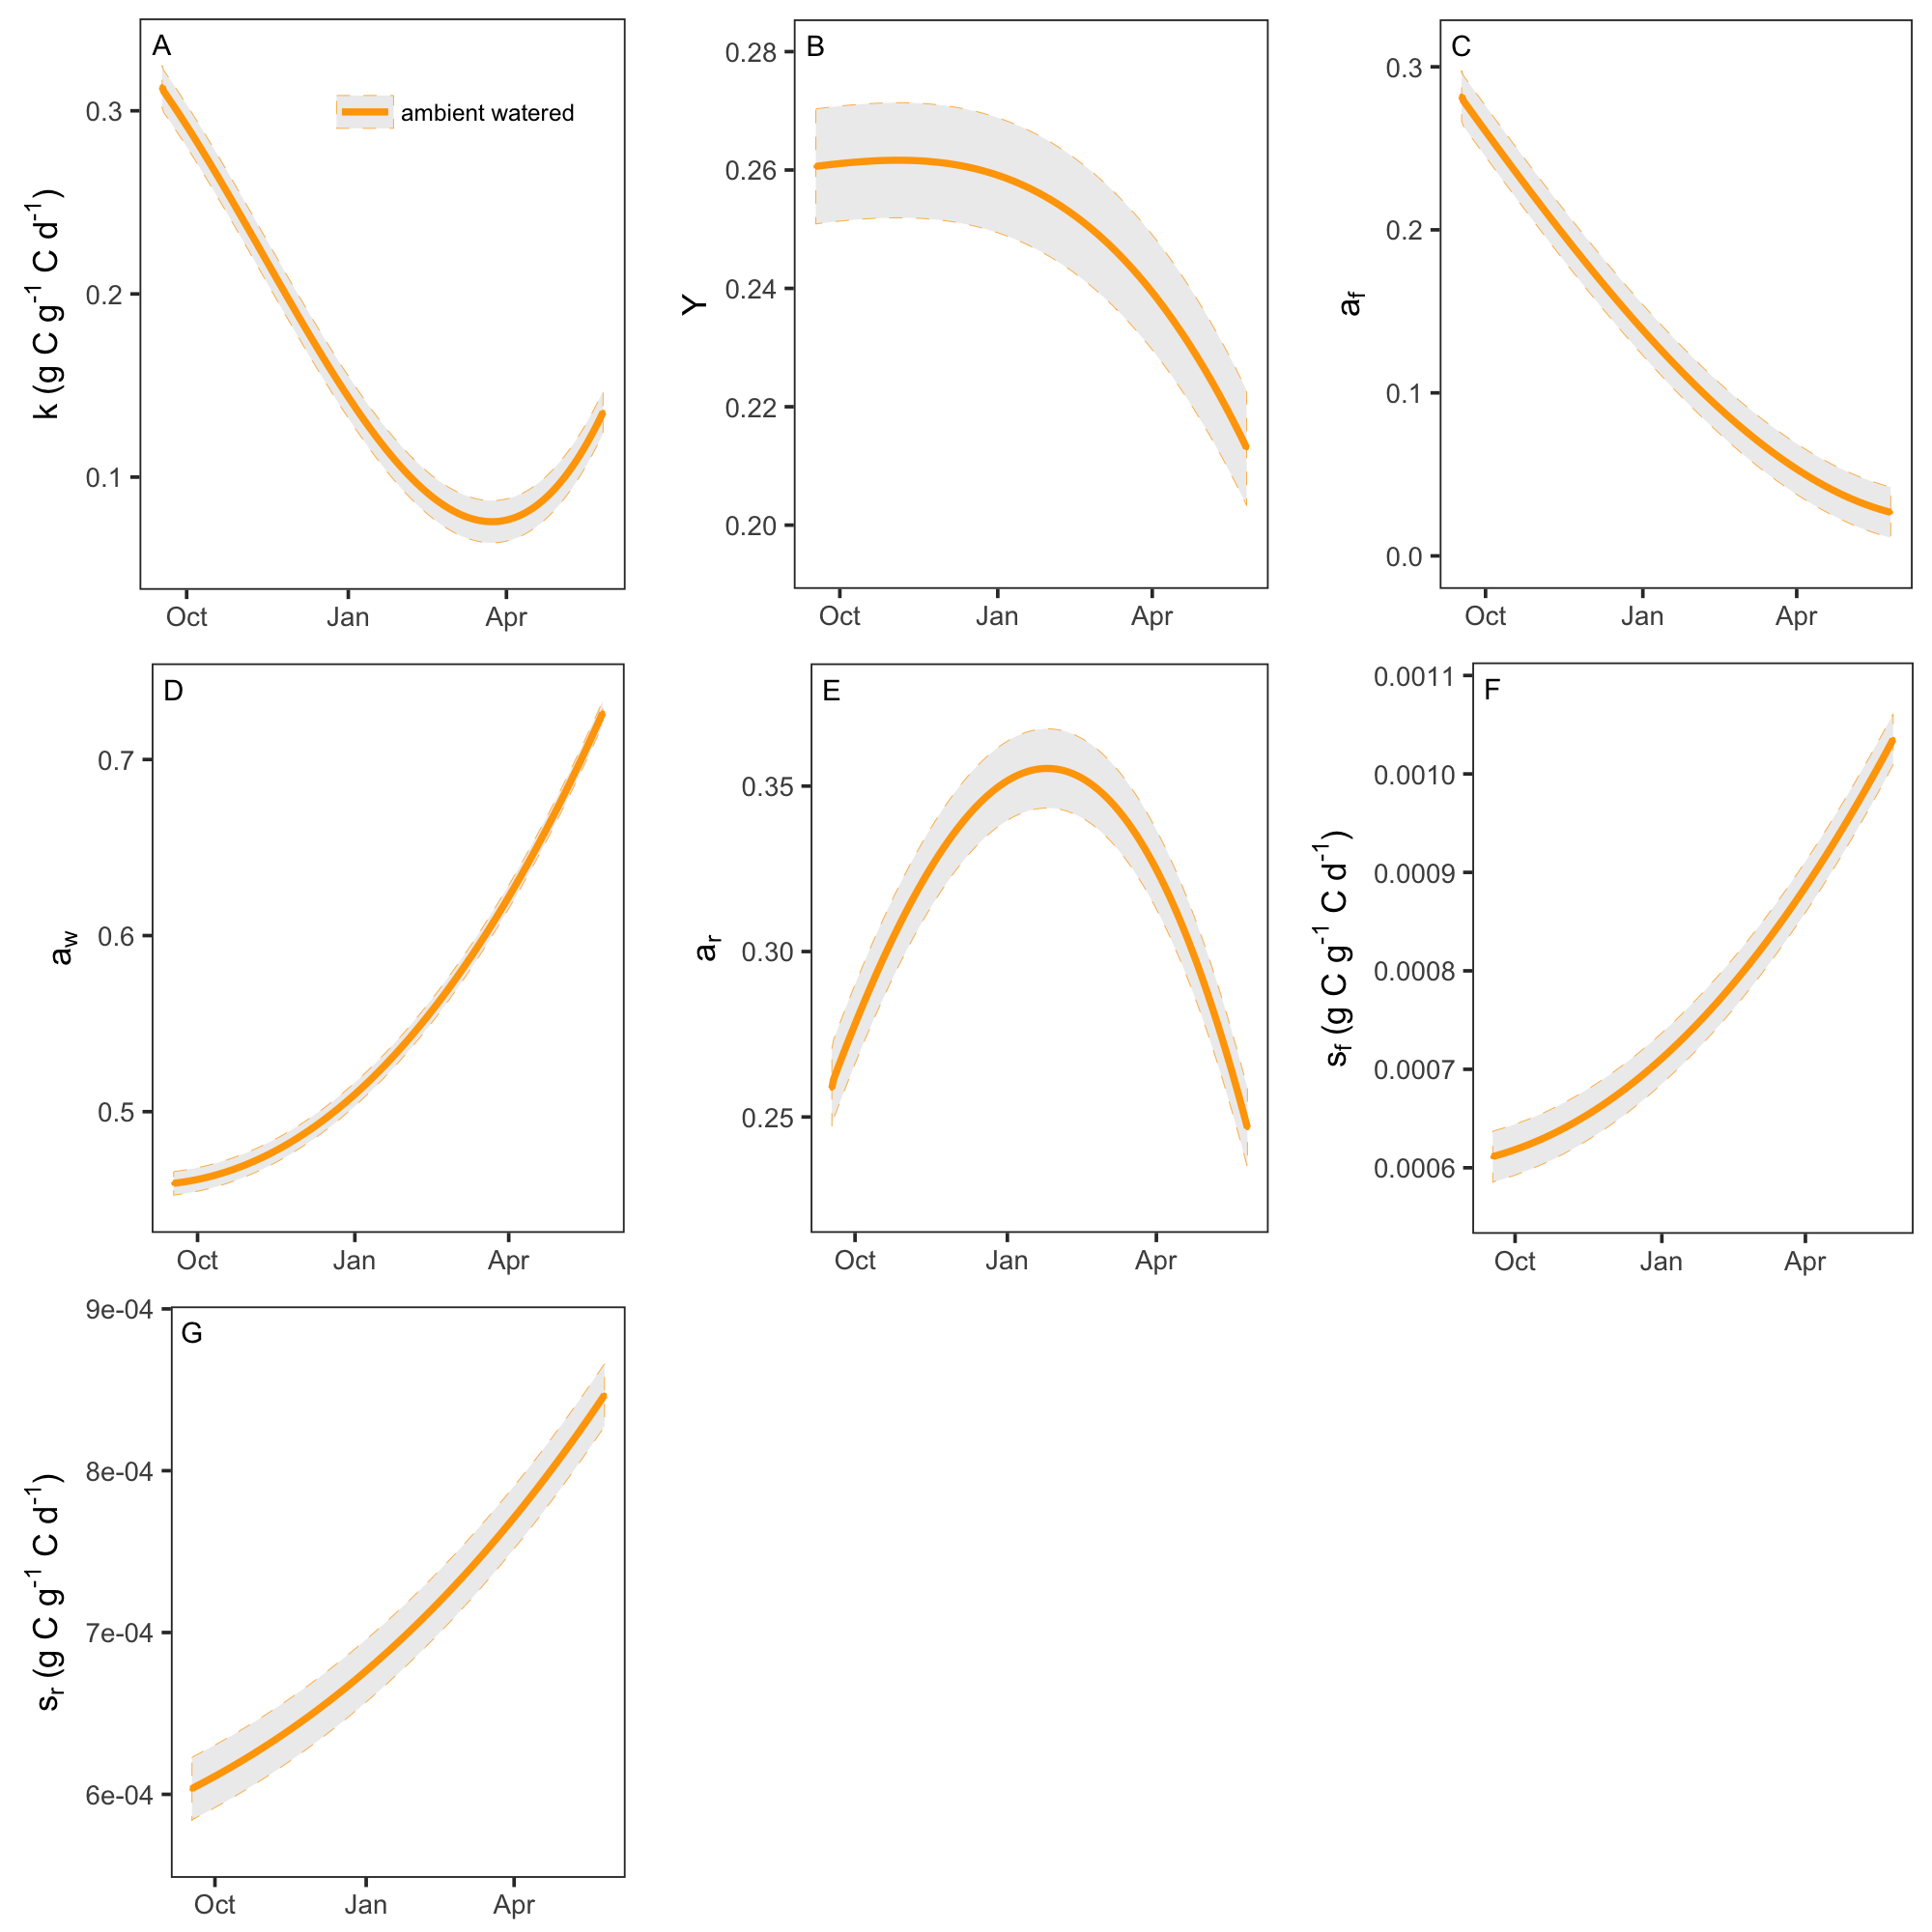 A
ambient watered
k (g C g⁻¹ C d⁻¹)
0.3
0.2
0.1
Oct Jan Apr
B
Y
0.28
0.26
0.24
0.22
0.20
Oct Jan Apr
C
a_f
0.3
0.2
0.1
0.0
Oct Jan Apr
D
a_w
0.7
0.6
0.5
Oct Jan Apr
E
a_r
0.35
0.30
0.25
Oct Jan Apr
F
s_f (g C g⁻¹ C d⁻¹)
0.0011
0.0010
0.0009
0.0008
0.0007
0.0006
Oct Jan Apr
G
s_r (g C g⁻¹ C d⁻¹)
9e-04
8e-04
7e-04
6e-04
Oct Jan Apr